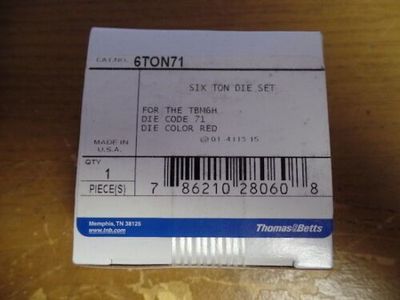 CAT.NO. 6TON71
SIX TON DIE SET
FOR THE TBM6H
DIE CODE 71
DIE COLOR RED
MADE IN
U.S.A.
QTY
1
PIECE(S)
7 86210 28060 8
Memphis, TN 38125
www.tnb.com
Thomas&Betts